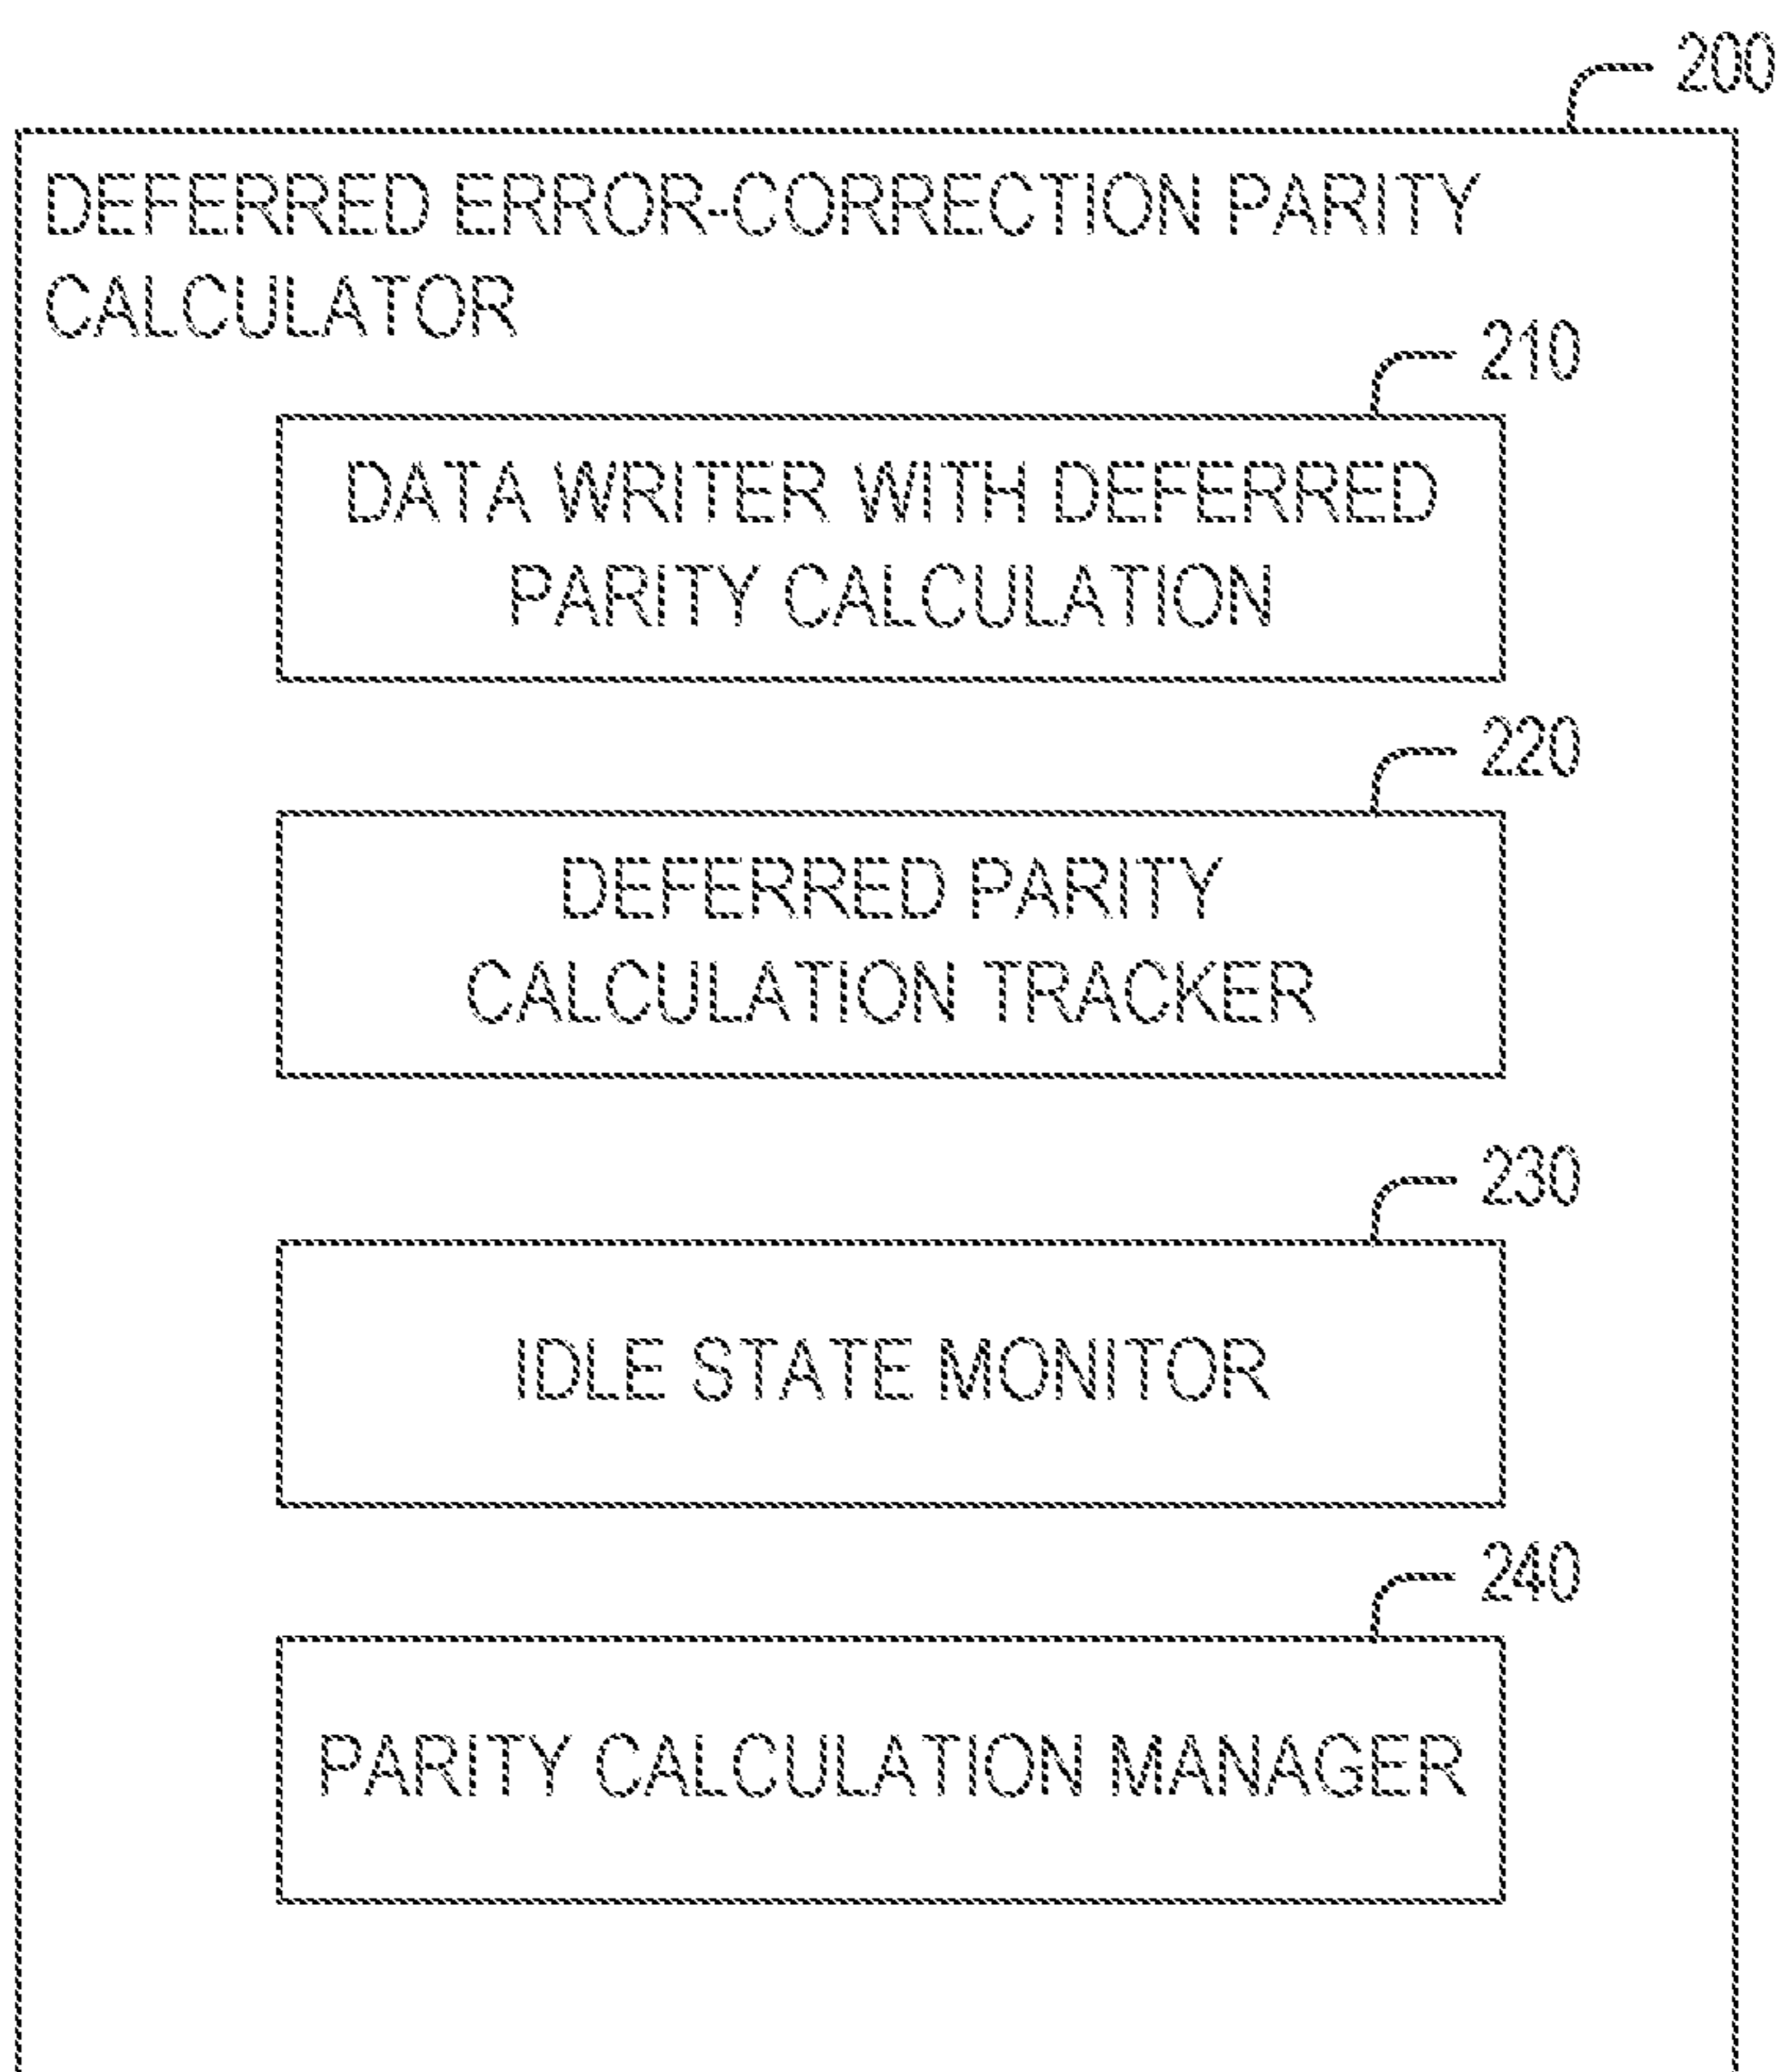 200
DEFERRED ERROR-CORRECTION PARITY
CALCULATOR
210
DATA WRITER WITH DEFERRED
PARITY CALCULATION
220
DEFERRED PARITY
CALCULATION TRACKER
230
IDLE STATE MONITOR
240
PARITY CALCULATION MANAGER